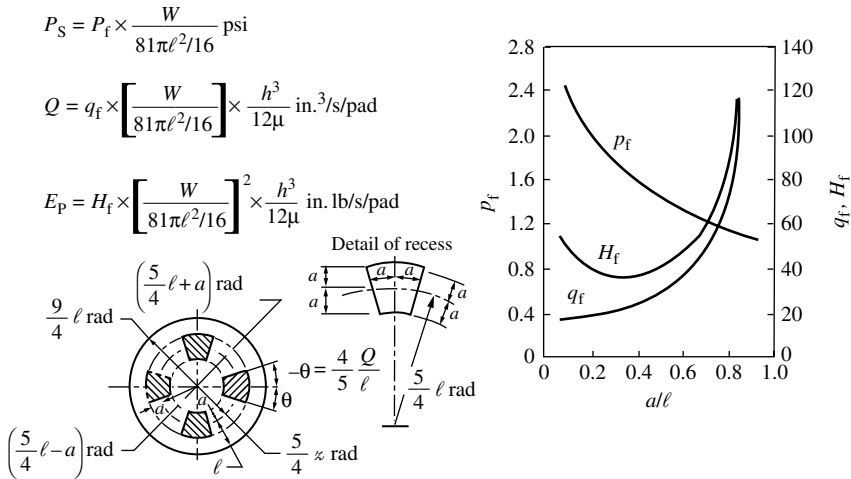 P_S = P_f × W / (81πℓ²/16) psi
Q = q_f × [W / (81πℓ²/16)] × h³ / 12μ in.³/s/pad
E_P = H_f × [W / (81πℓ²/16)]² × h³ / 12μ in. lb/s/pad
Detail of recess
a a
a
a
a
a
(5/4 ℓ + a) rad
9/4 ℓ rad
–θ = 4/5 Q/ℓ
θ
5/4 ℓ rad
a
a
(5/4 ℓ – a) rad
ℓ
5/4 𝓏 rad
2.8
2.4
2.0
1.6
1.2
0.8
0.4
0
p_f
140
120
100
80
60
40
20
0
q_f, H_f
p_f
H_f
q_f
0 0.2 0.4 0.6 0.8 1.0
a/ℓ